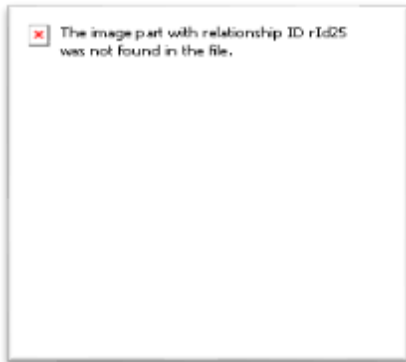 The image part with relationship ID rId25
was not found in the file.